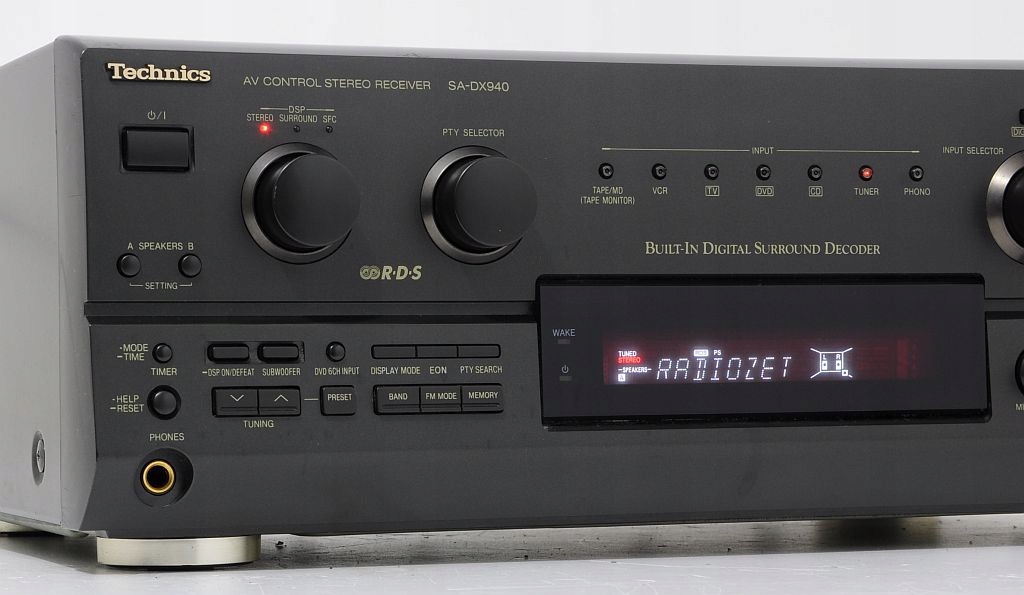 Technics
AV CONTROL STEREO RECEIVER SA-DX940
⏻/I
DSP
STEREO SURROUND SFC
PTY SELECTOR
INPUT
INPUT SELECTOR
TAPE/MD
(TAPE MONITOR)
VCR
TV
DVD
CD
TUNER
PHONO
A SPEAKERS B
SETTING
R·D·S
BUILT-IN DIGITAL SURROUND DECODER
WAKE
⏻
TUNED
STEREO
-SPEAKERS-
A
RDS PS
RADIOZET
L R
·MODE
–TIME
TIMER
·HELP
–RESET
–DSP ON/DEFEAT
SUBWOOFER
DVD 6CH INPUT
DISPLAY MODE
EON
PTY SEARCH
PRESET
BAND
FM MODE
MEMORY
TUNING
PHONES